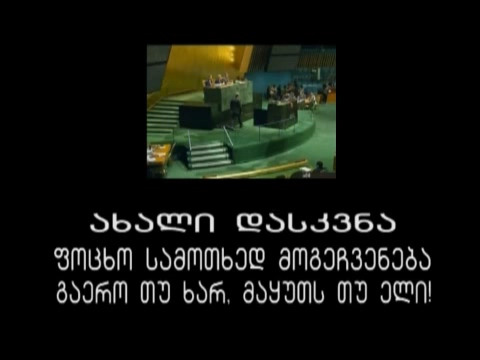 ახალი დასკვნა
ფოცხო სამოთხედ მოგეჩვენება
გაერო თუ ხარ, მაყუთს თუ ელი!